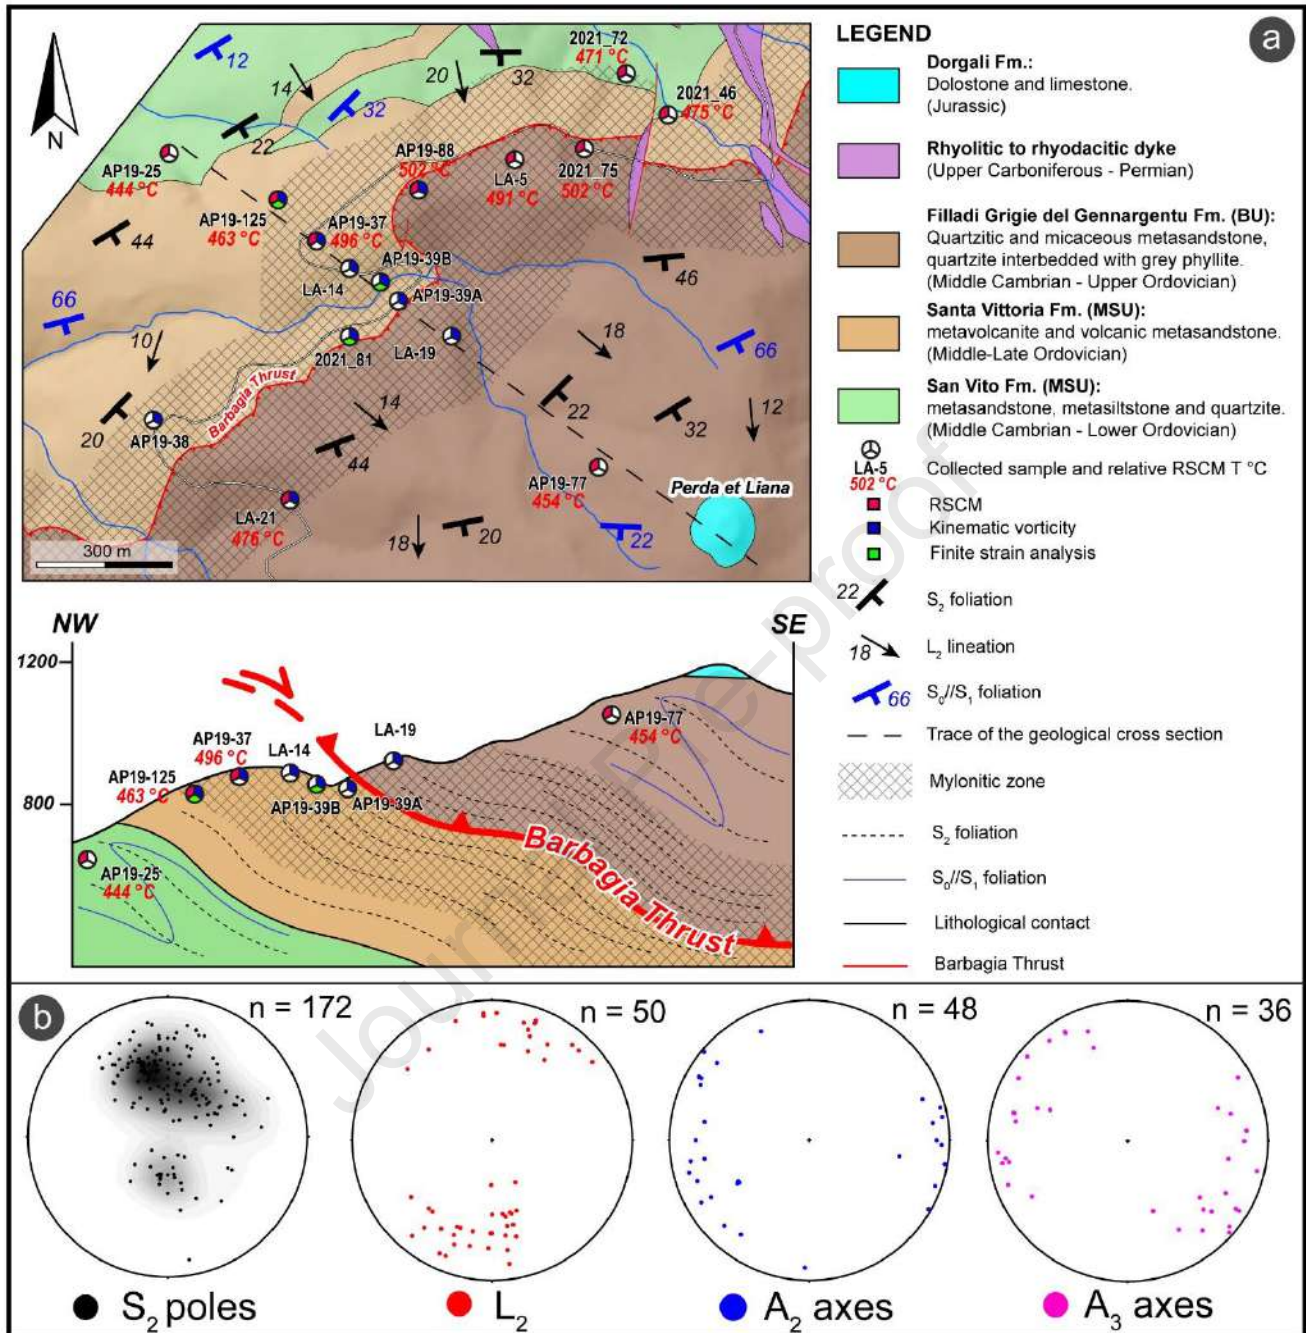 a
12
14
20
32
2021_72
471 °C
2021_46
475 °C
32
22
AP19-25
444 °C
AP19-88
502 °C
LA-5
491 °C
2021_75
502 °C
AP19-125
463 °C
AP19-37
496 °C
44
AP19-39B
LA-14
AP19-39A
46
66
10
2021_81
LA-19
18
66
Barbagia Thrust
14
22
32
12
20
AP19-38
44
AP19-77
454 °C
Perda et Liana
LA-21
476 °C
18
20
22
300 m
N
LEGEND
Dorgali Fm.:
Dolostone and limestone.
(Jurassic)
Rhyolitic to rhyodacitic dyke
(Upper Carboniferous - Permian)
Filladi Grigie del Gennargentu Fm. (BU):
Quartzitic and micaceous metasandstone,
quartzite interbedded with grey phyllite.
(Middle Cambrian - Upper Ordovician)
Santa Vittoria Fm. (MSU):
metavolcanite and volcanic metasandstone.
(Middle-Late Ordovician)
San Vito Fm. (MSU):
metasandstone, metasiltstone and quartzite.
(Middle Cambrian - Lower Ordovician)
LA-5
502 °C
Collected sample and relative RSCM T °C
RSCM
Kinematic vorticity
Finite strain analysis
22
S₂ foliation
18
L₂ lineation
66
S₀//S₁ foliation
Trace of the geological cross section
Mylonitic zone
S₂ foliation
S₀//S₁ foliation
Lithological contact
Barbagia Thrust
NW
SE
1200
800
AP19-125
463 °C
AP19-37
496 °C
LA-14
LA-19
AP19-39B
AP19-39A
AP19-77
454 °C
AP19-25
444 °C
Barbagia Thrust
Journal Pre-proof
b
n = 172
n = 50
n = 48
n = 36
S₂ poles
L₂
A₂ axes
A₃ axes